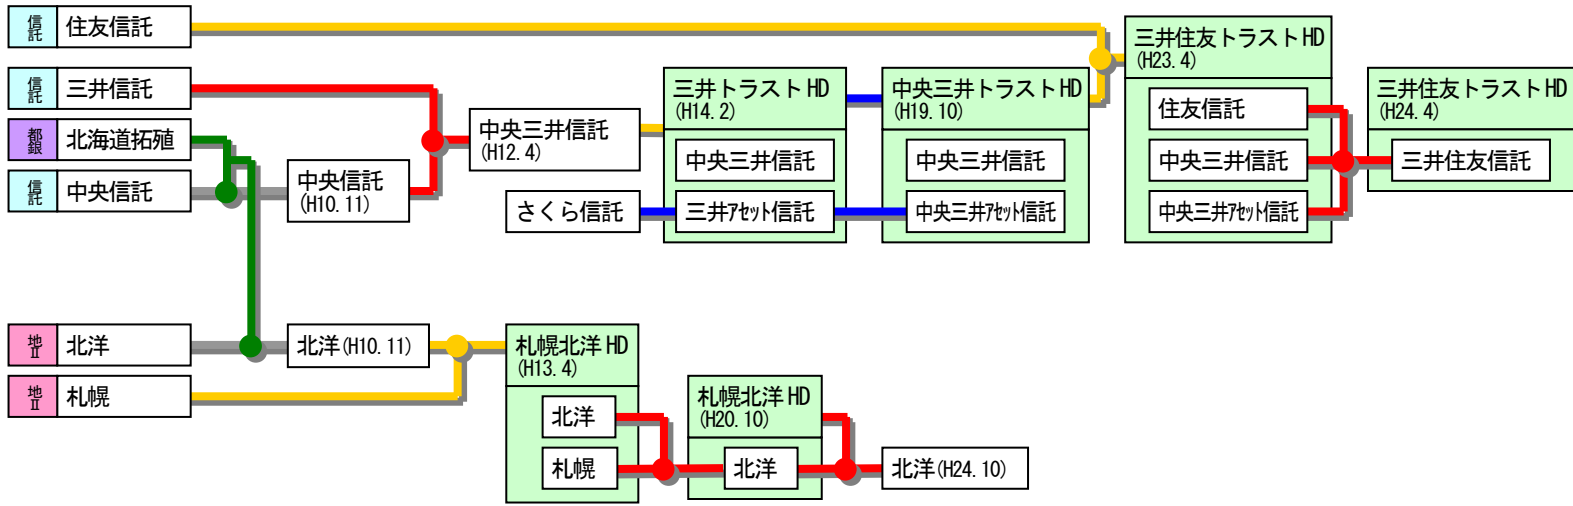 信託 住友信託
信託 三井信託
都銀 北海道拓殖
信託 中央信託
中央信託
(H10.11)
中央三井信託
(H12.4)
さくら信託
三井トラストHD
(H14.2)
中央三井信託
三井アセット信託
中央三井トラストHD
(H19.10)
中央三井信託
中央三井アセット信託
三井住友トラストHD
(H23.4)
住友信託
中央三井信託
中央三井アセット信託
三井住友トラストHD
(H24.4)
三井住友信託
地Ⅱ 北洋
地Ⅱ 札幌
北洋(H10.11)
札幌北洋HD
(H13.4)
北洋
札幌
札幌北洋HD
(H20.10)
北洋
北洋(H24.10)